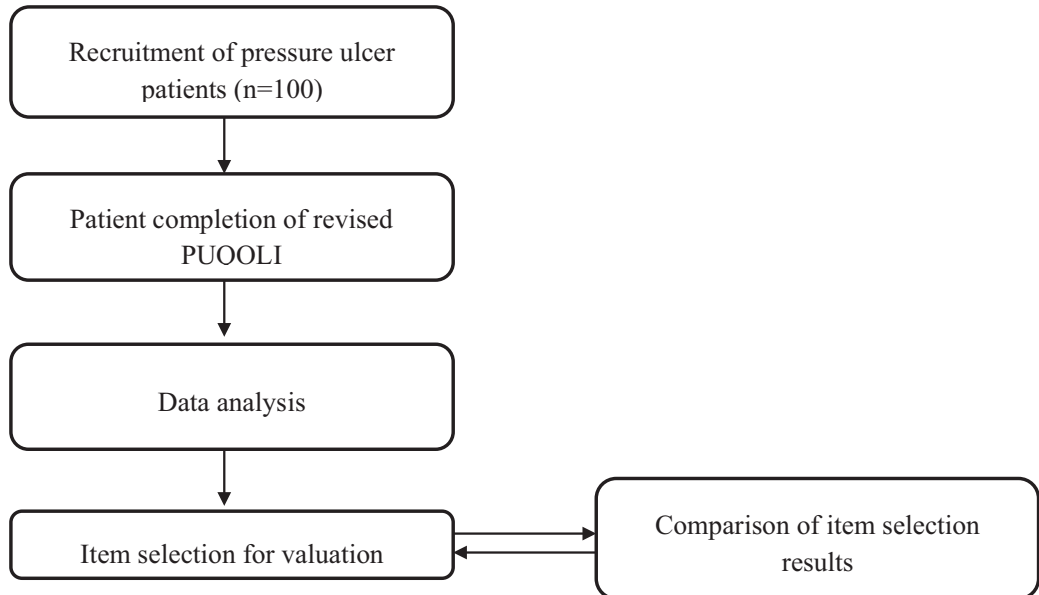 Recruitment of pressure ulcer
patients (n=100)
Patient completion of revised
PUOOLI
Data analysis
Item selection for valuation
Comparison of item selection
results